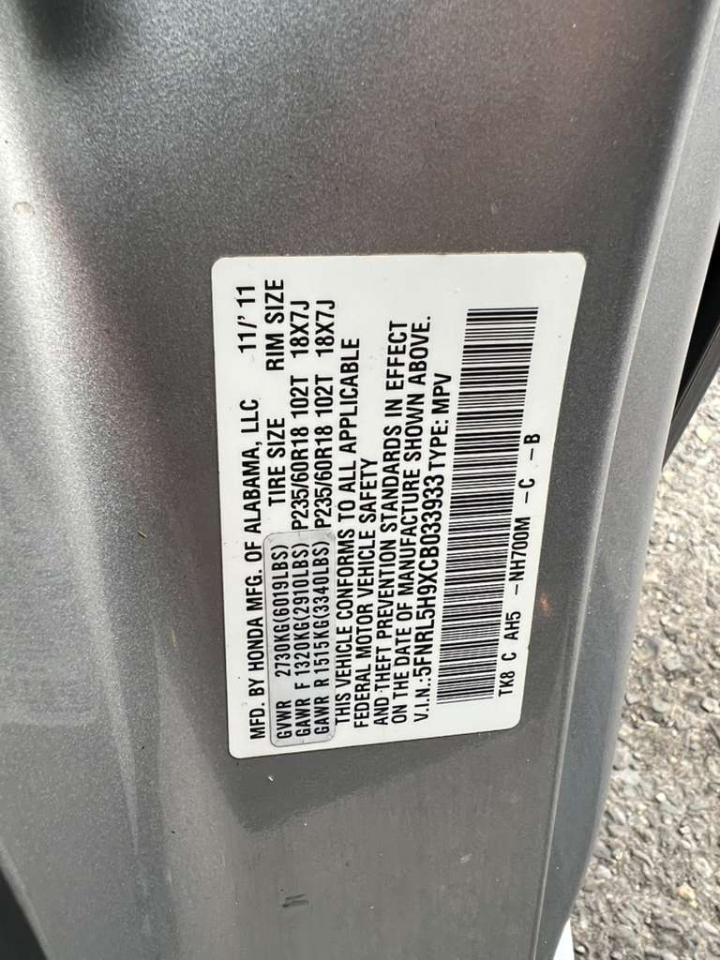 MFD. BY HONDA MFG. OF ALABAMA, LLC 11/'11
GVWR 2730KG(6019LBS) TIRE SIZE RIM SIZE
GAWR F 1320KG(2910LBS) P235/60R18 102T 18X7J
GAWR R 1515KG(3340LBS) P235/60R18 102T 18X7J
THIS VEHICLE CONFORMS TO ALL APPLICABLE
FEDERAL MOTOR VEHICLE SAFETY
AND THEFT PREVENTION STANDARDS IN EFFECT
ON THE DATE OF MANUFACTURE SHOWN ABOVE.
V.I.N.:5FNRL5H9XCB033933 TYPE: MPV
TK8 C AH5 -NH700M -C -B